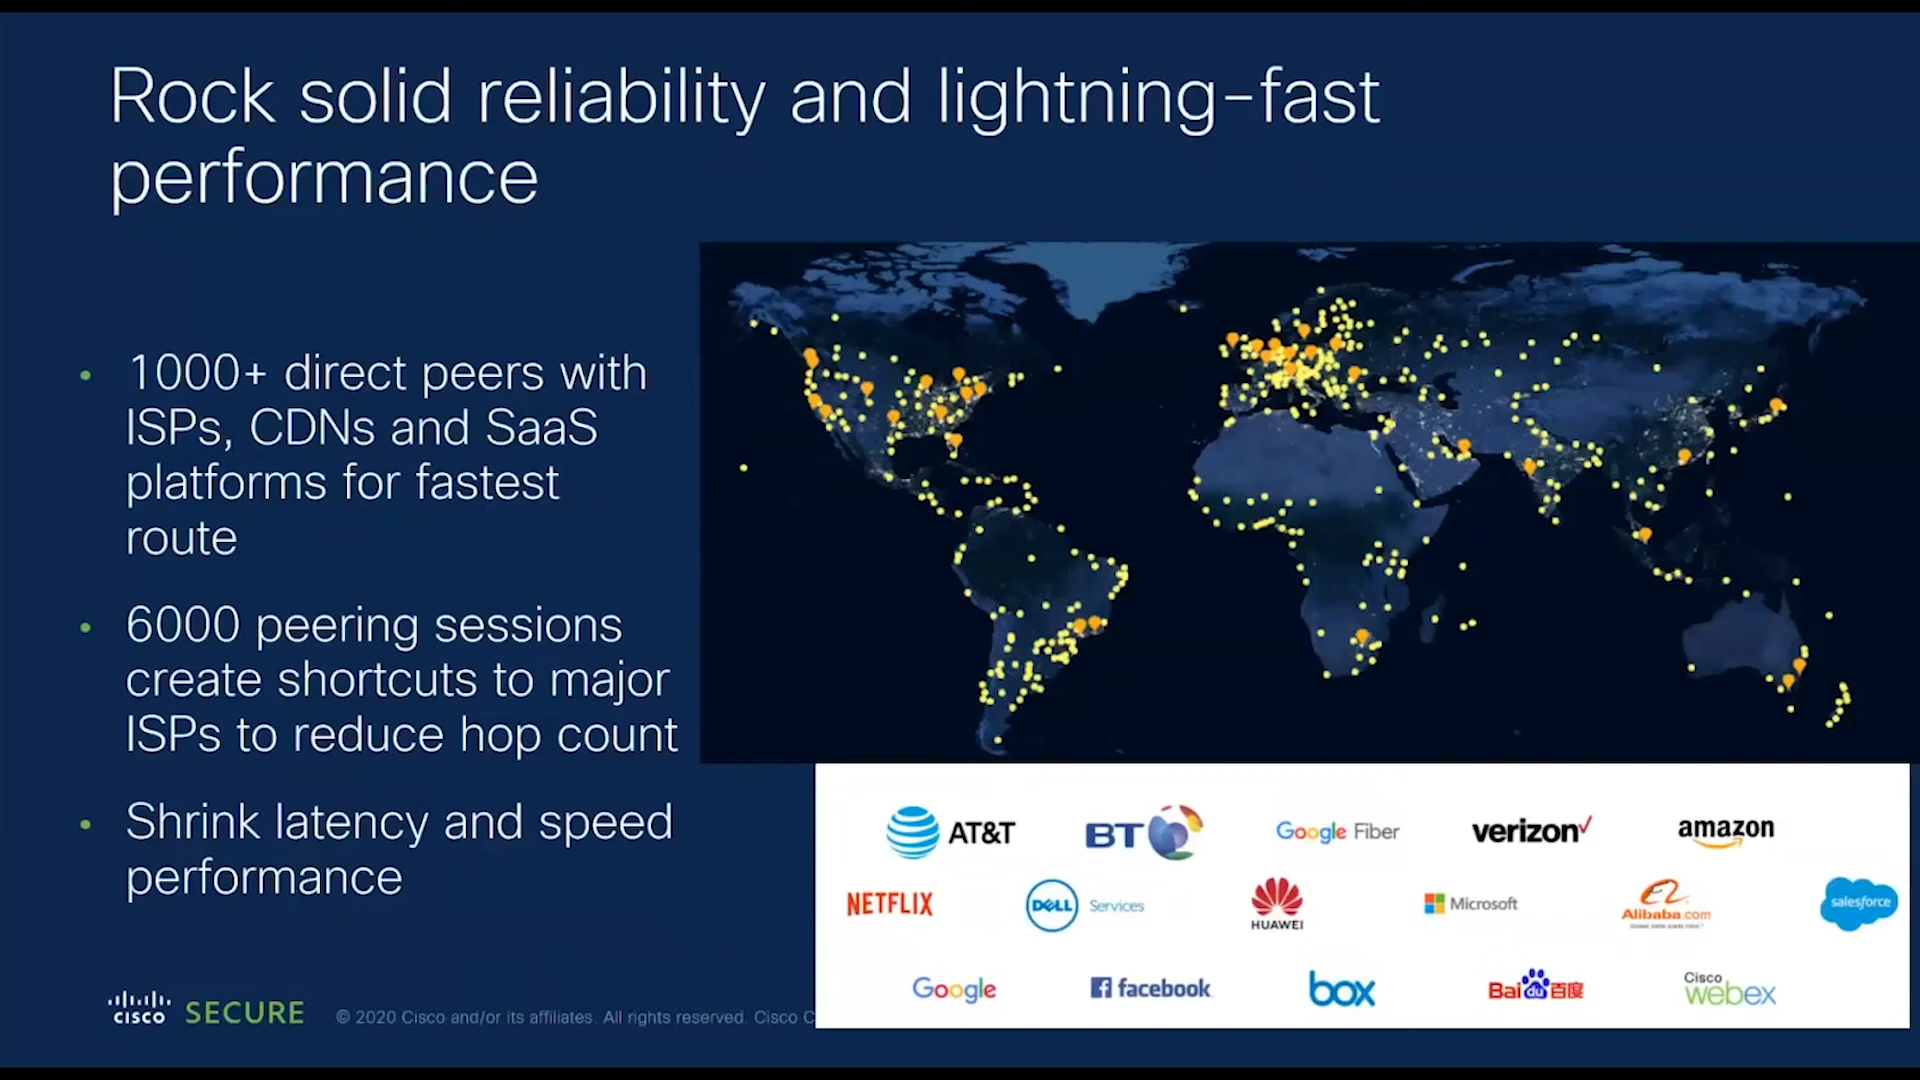 Rock solid reliability and lightning-fast
performance
• 1000+ direct peers with
ISPs, CDNs and SaaS
platforms for fastest
route
• 6000 peering sessions
create shortcuts to major
ISPs to reduce hop count
• Shrink latency and speed
performance
AT&T BT Google Fiber verizon amazon
NETFLIX DELL Services HUAWEI Microsoft Alibaba.com salesforce
Google facebook box Bai du 百度 Cisco webex
cisco SECURE © 2020 Cisco and/or its affiliates. All rights reserved. Cisco C